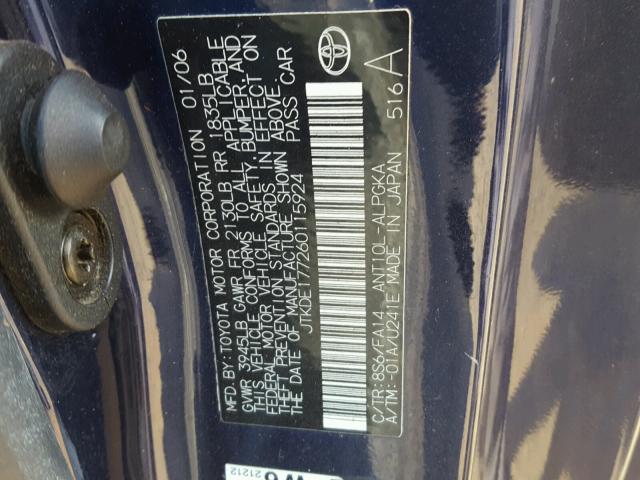 MFD. BY: TOYOTA MOTOR CORPORATION 01/06
GVWR 3945LB GAWR FR 2130LB RR 1835LB
THIS VEHICLE CONFORMS TO ALL APPLICABLE
FEDERAL MOTOR VEHICLE SAFETY, BUMPER, AND
THEFT PREVENTION STANDARDS IN EFFECT ON
THE DATE OF MANUFACTURE SHOWN ABOVE.
JTKDE177260115924 PASS CAR
C/TR:8S6/FA14 ANT10L-ALPGKA
A/TM:-01A/U241E MADE IN JAPAN 516 A
21212